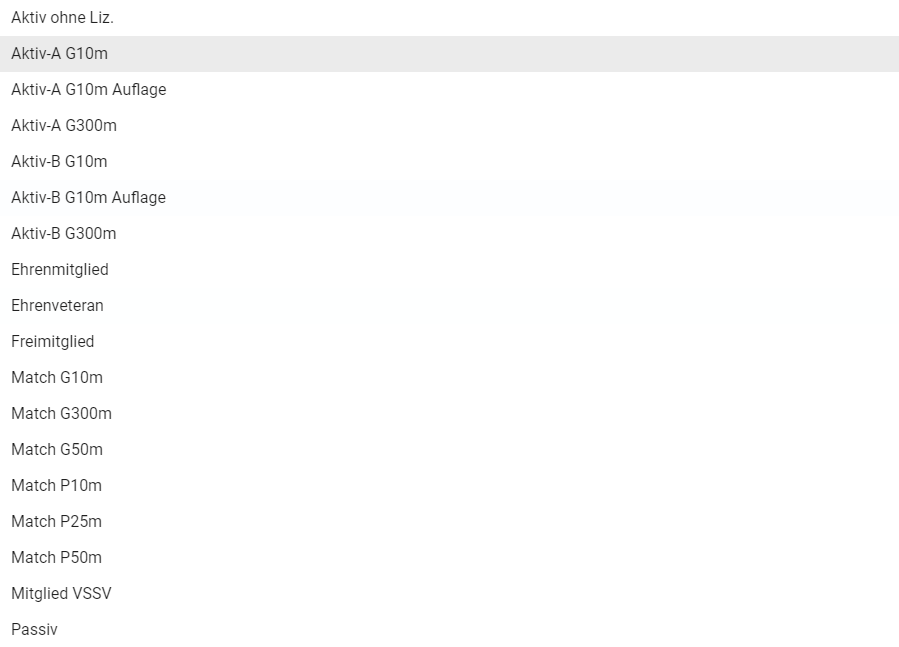 Aktiv ohne Liz.
Aktiv-A G10m
Aktiv-A G10m Auflage
Aktiv-A G300m
Aktiv-B G10m
Aktiv-B G10m Auflage
Aktiv-B G300m
Ehrenmitglied
Ehrenveteran
Freimitglied
Match G10m
Match G300m
Match G50m
Match P10m
Match P25m
Match P50m
Mitglied VSSV
Passiv